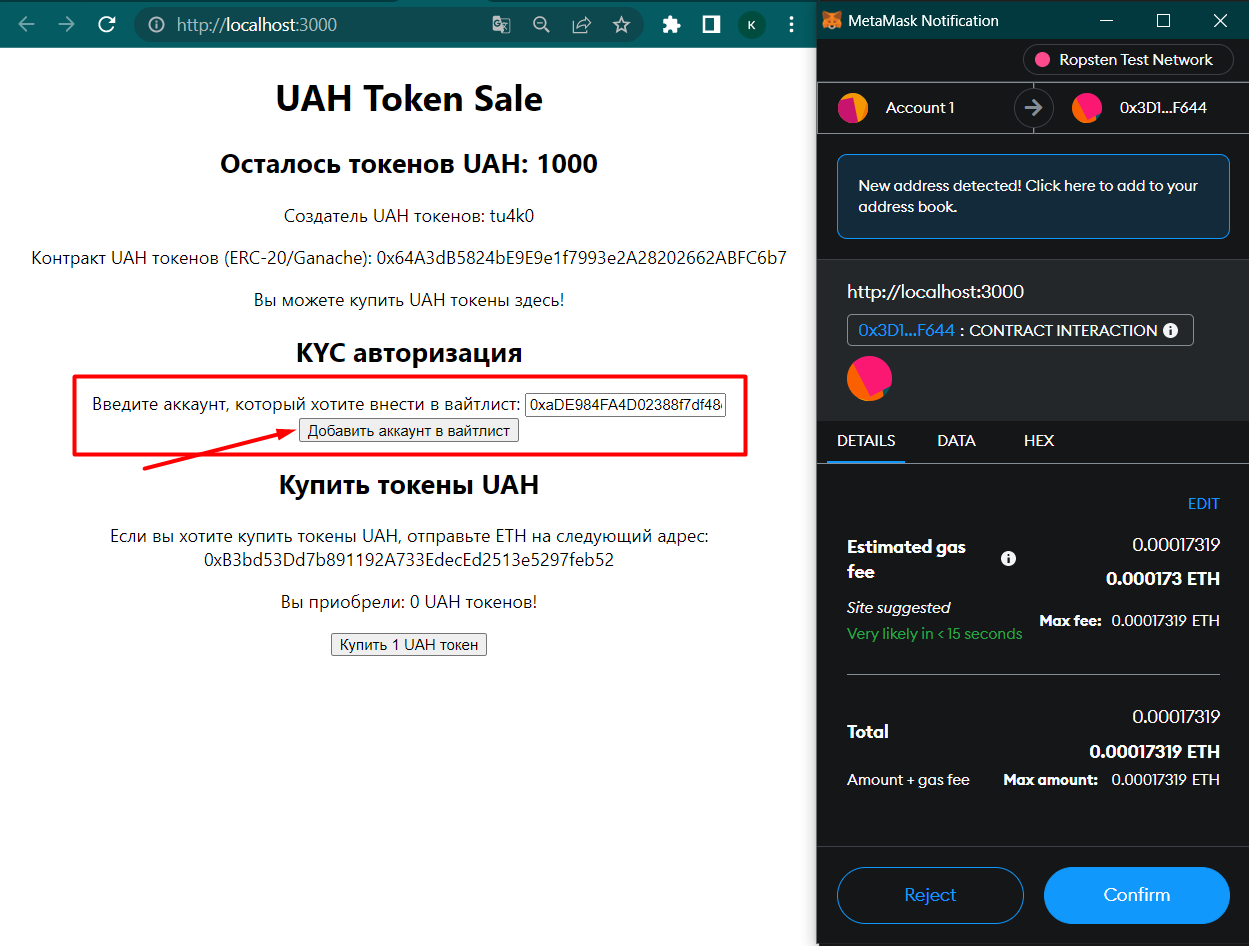 http://localhost:3000
K
UAH Token Sale
Осталось токенов UAH: 1000
Создатель UAH токенов: tu4k0
Контракт UAH токенов (ERC-20/Ganache): 0x64A3dB5824bE9E9e1f7993e2A28202662ABFC6b7
Вы можете купить UAH токены здесь!
KYC авторизация
Введите аккаунт, который хотите внести в вайтлист: 0xaDE984FA4D02388f7df48
Добавить аккаунт в вайтлист
Купить токены UAH
Если вы хотите купить токены UAH, отправьте ETH на следующий адрес:
0xB3bd53Dd7b891192A733EdecEd2513e5297feb52
Вы приобрели: 0 UAH токенов!
Купить 1 UAH токен
MetaMask Notification
Ropsten Test Network
Account 1
0x3D1...F644
New address detected! Click here to add to your
address book.
http://localhost:3000
0x3D1...F644 : CONTRACT INTERACTION
DETAILS DATA HEX
EDIT
Estimated gas
fee
0.00017319
0.000173 ETH
Site suggested
Very likely in < 15 seconds
Max fee: 0.00017319 ETH
Total
0.00017319
0.00017319 ETH
Amount + gas fee
Max amount: 0.00017319 ETH
Reject
Confirm